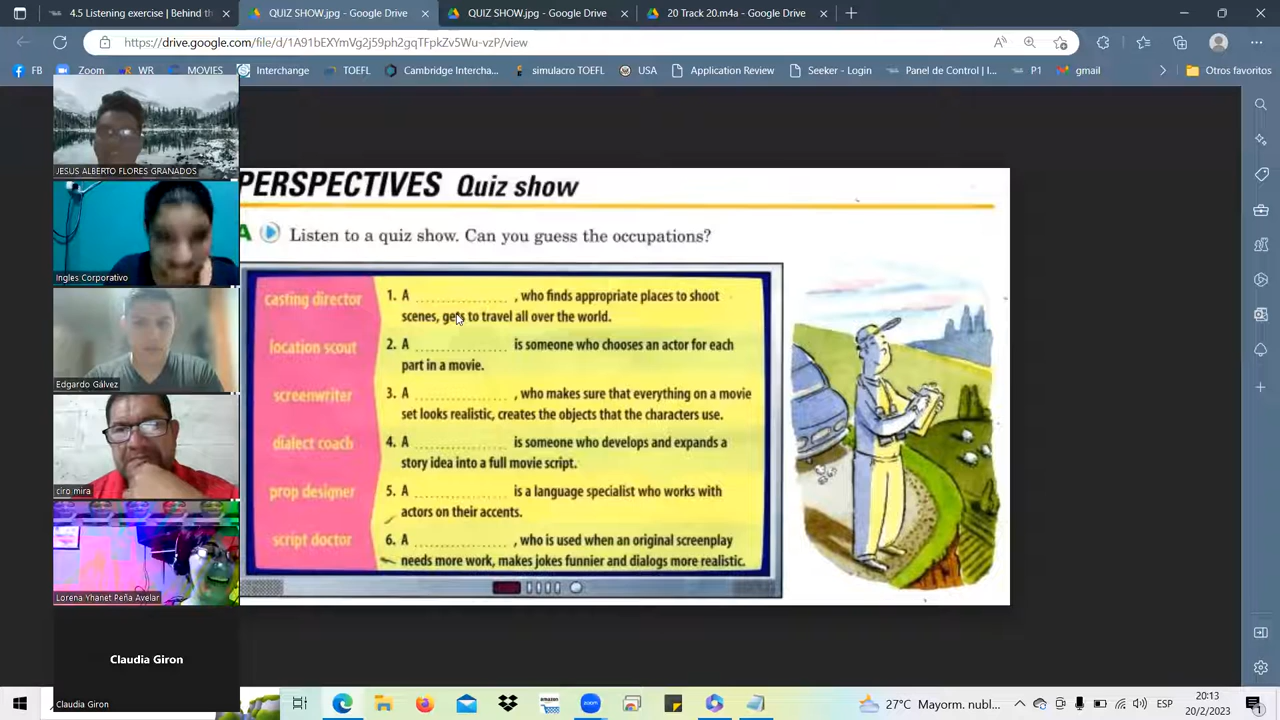 4.5 Listening | Behind th
QUIZ SHOW.jpg - Google Drive
QUIZ SHOW.jpg - Google Drive
20 Track 20.m4a - Google Drive
https://drive.google.com/file/d/1A91bEXYmVg2j59ph2gqTFpkZv5Wu-vzP/view
FB
Zoom
WR
MOVIES
Interchange
TOEFL
Cambridge Intercha...
simulacro TOEFL
USA
Application Review
Seeker - Login
Panel de Control | I...
P1
gmail
Otros favoritos
JESUS ALBERTO FLORES GRANADOS
Ingles Corporativo
Edgardo Gálvez
ciro mira
Lorena Yhanet Peña Avelar
Claudia Giron
Claudia Giron
PERSPECTIVES Quiz show
A Listen to a quiz show. Can you guess the occupations?
casting director
location scout
screenwriter
dialect coach
prop designer
script doctor
1. A .................... , who finds appropriate places to shoot
scenes, gets to travel all over the world.
2. A .................... is someone who chooses an actor for each
part in a movie.
3. A .................... , who makes sure that everything on a movie
set looks realistic, creates the objects that the characters use.
4. A .................... is someone who develops and expands a
story idea into a full movie script.
5. A .................... is a language specialist who works with
actors on their accents.
6. A .................... , who is used when an original screenplay
needs more work, makes jokes funnier and dialogs more realistic.
27°C Mayorm. nubl...
ESP
20:13
20/2/2023